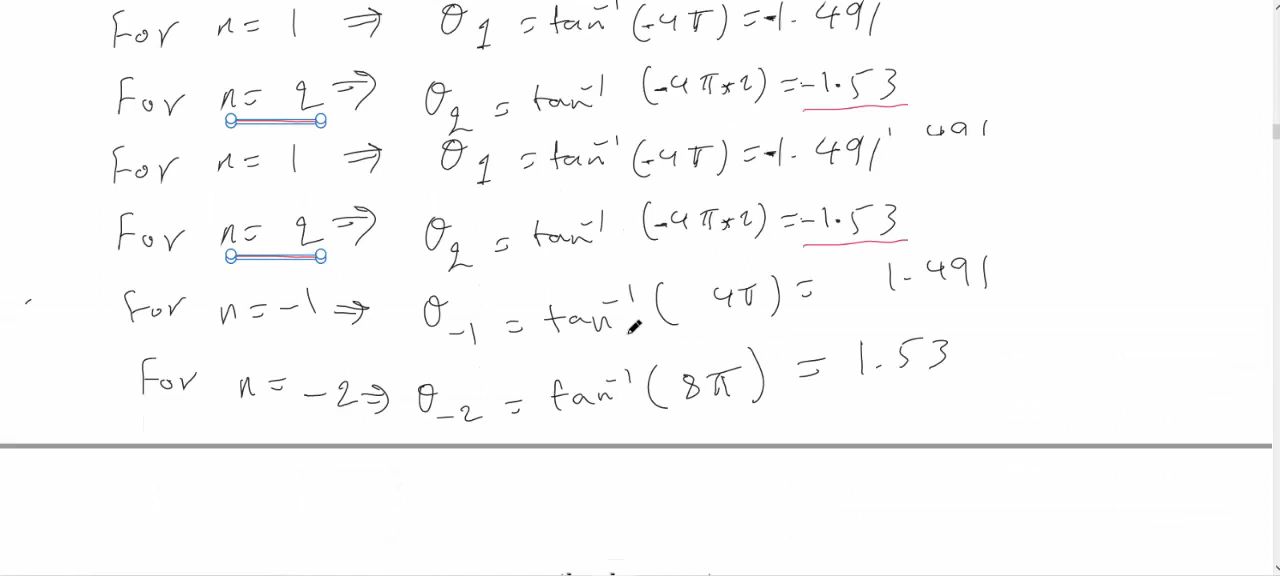 For n = 1 ⇒ θ₁ = tan⁻¹(-4π) = -1.491
For n = 2 ⇒ θ₂ = tan⁻¹(-4π*2) = -1.53
491
For n = 1 ⇒ θ₁ = tan⁻¹(-4π) = -1.491
For n = 2 ⇒ θ₂ = tan⁻¹(-4π*2) = -1.53
For n = -1 ⇒ θ₋₁ = tan⁻¹( 4π) = 1.491
For n = -2 ⇒ θ₋₂ = tan⁻¹(8π) = 1.53